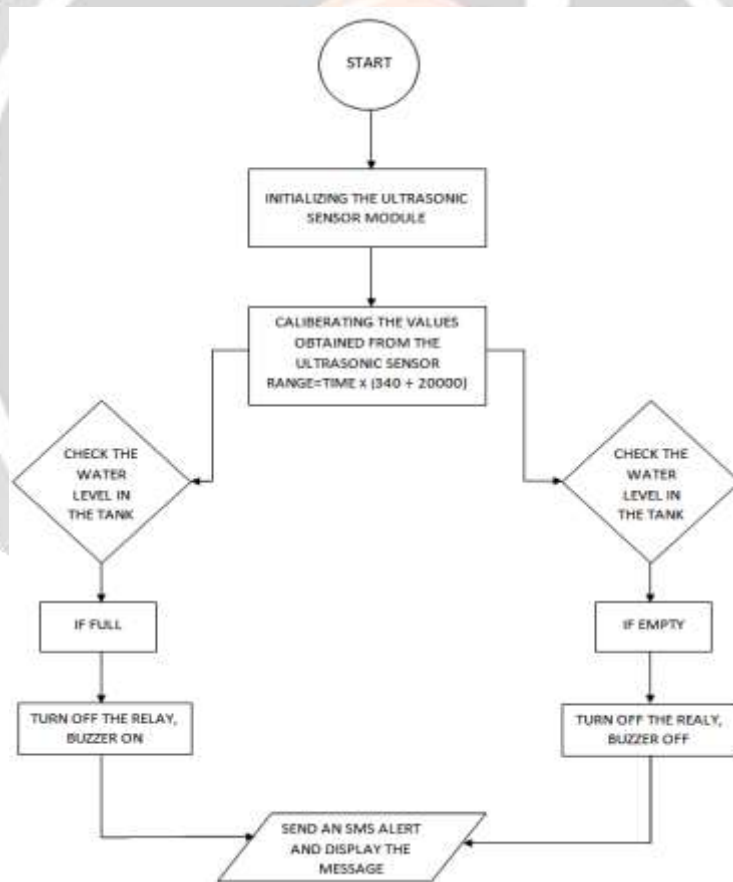 START
INITIALIZING THE ULTRASONIC
SENSOR MODULE
CALIBERATING THE VALUES
OBTAINED FROM THE
ULTRASONIC SENSOR
RANGE=TIME X (340 ÷ 20000)
CHECK THE
WATER
LEVEL IN
THE TANK
CHECK THE
WATER
LEVEL IN
THE TANK
IF FULL
IF EMPTY
TURN OFF THE RELAY,
BUZZER ON
TURN OFF THE REALY,
BUZZER OFF
SEND AN SMS ALERT
AND DISPLAY THE
MESSAGE